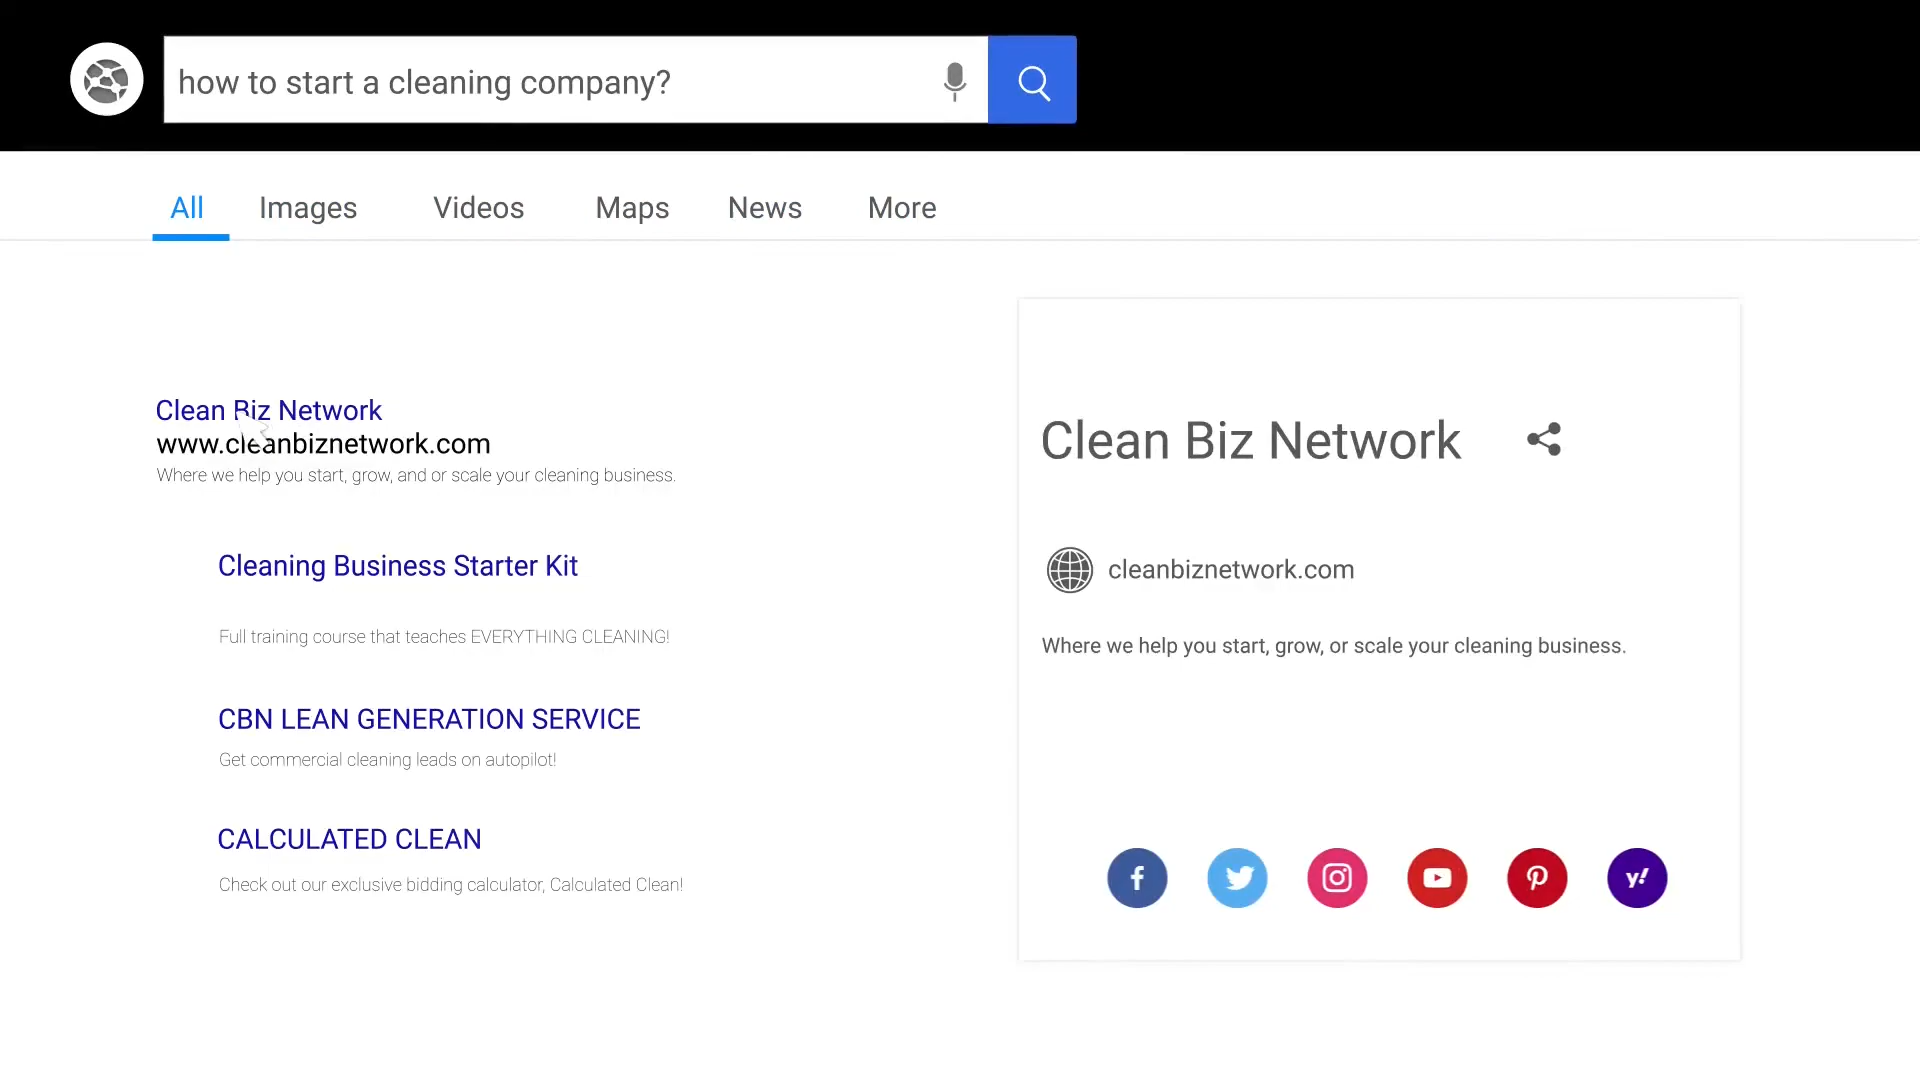 how to start a cleaning company?
All Images Videos Maps News More
Clean Biz Network
www.cleanbiznetwork.com
Where we help you start, grow, and or scale your cleaning business.
Cleaning Business Starter Kit
Full training course that teaches EVERYTHING CLEANING!
CBN LEAN GENERATION SERVICE
Get commercial cleaning leads on autopilot!
CALCULATED CLEAN
Check out our exclusive bidding calculator, Calculated Clean!
Clean Biz Network
cleanbiznetwork.com
Where we help you start, grow, or scale your cleaning business.